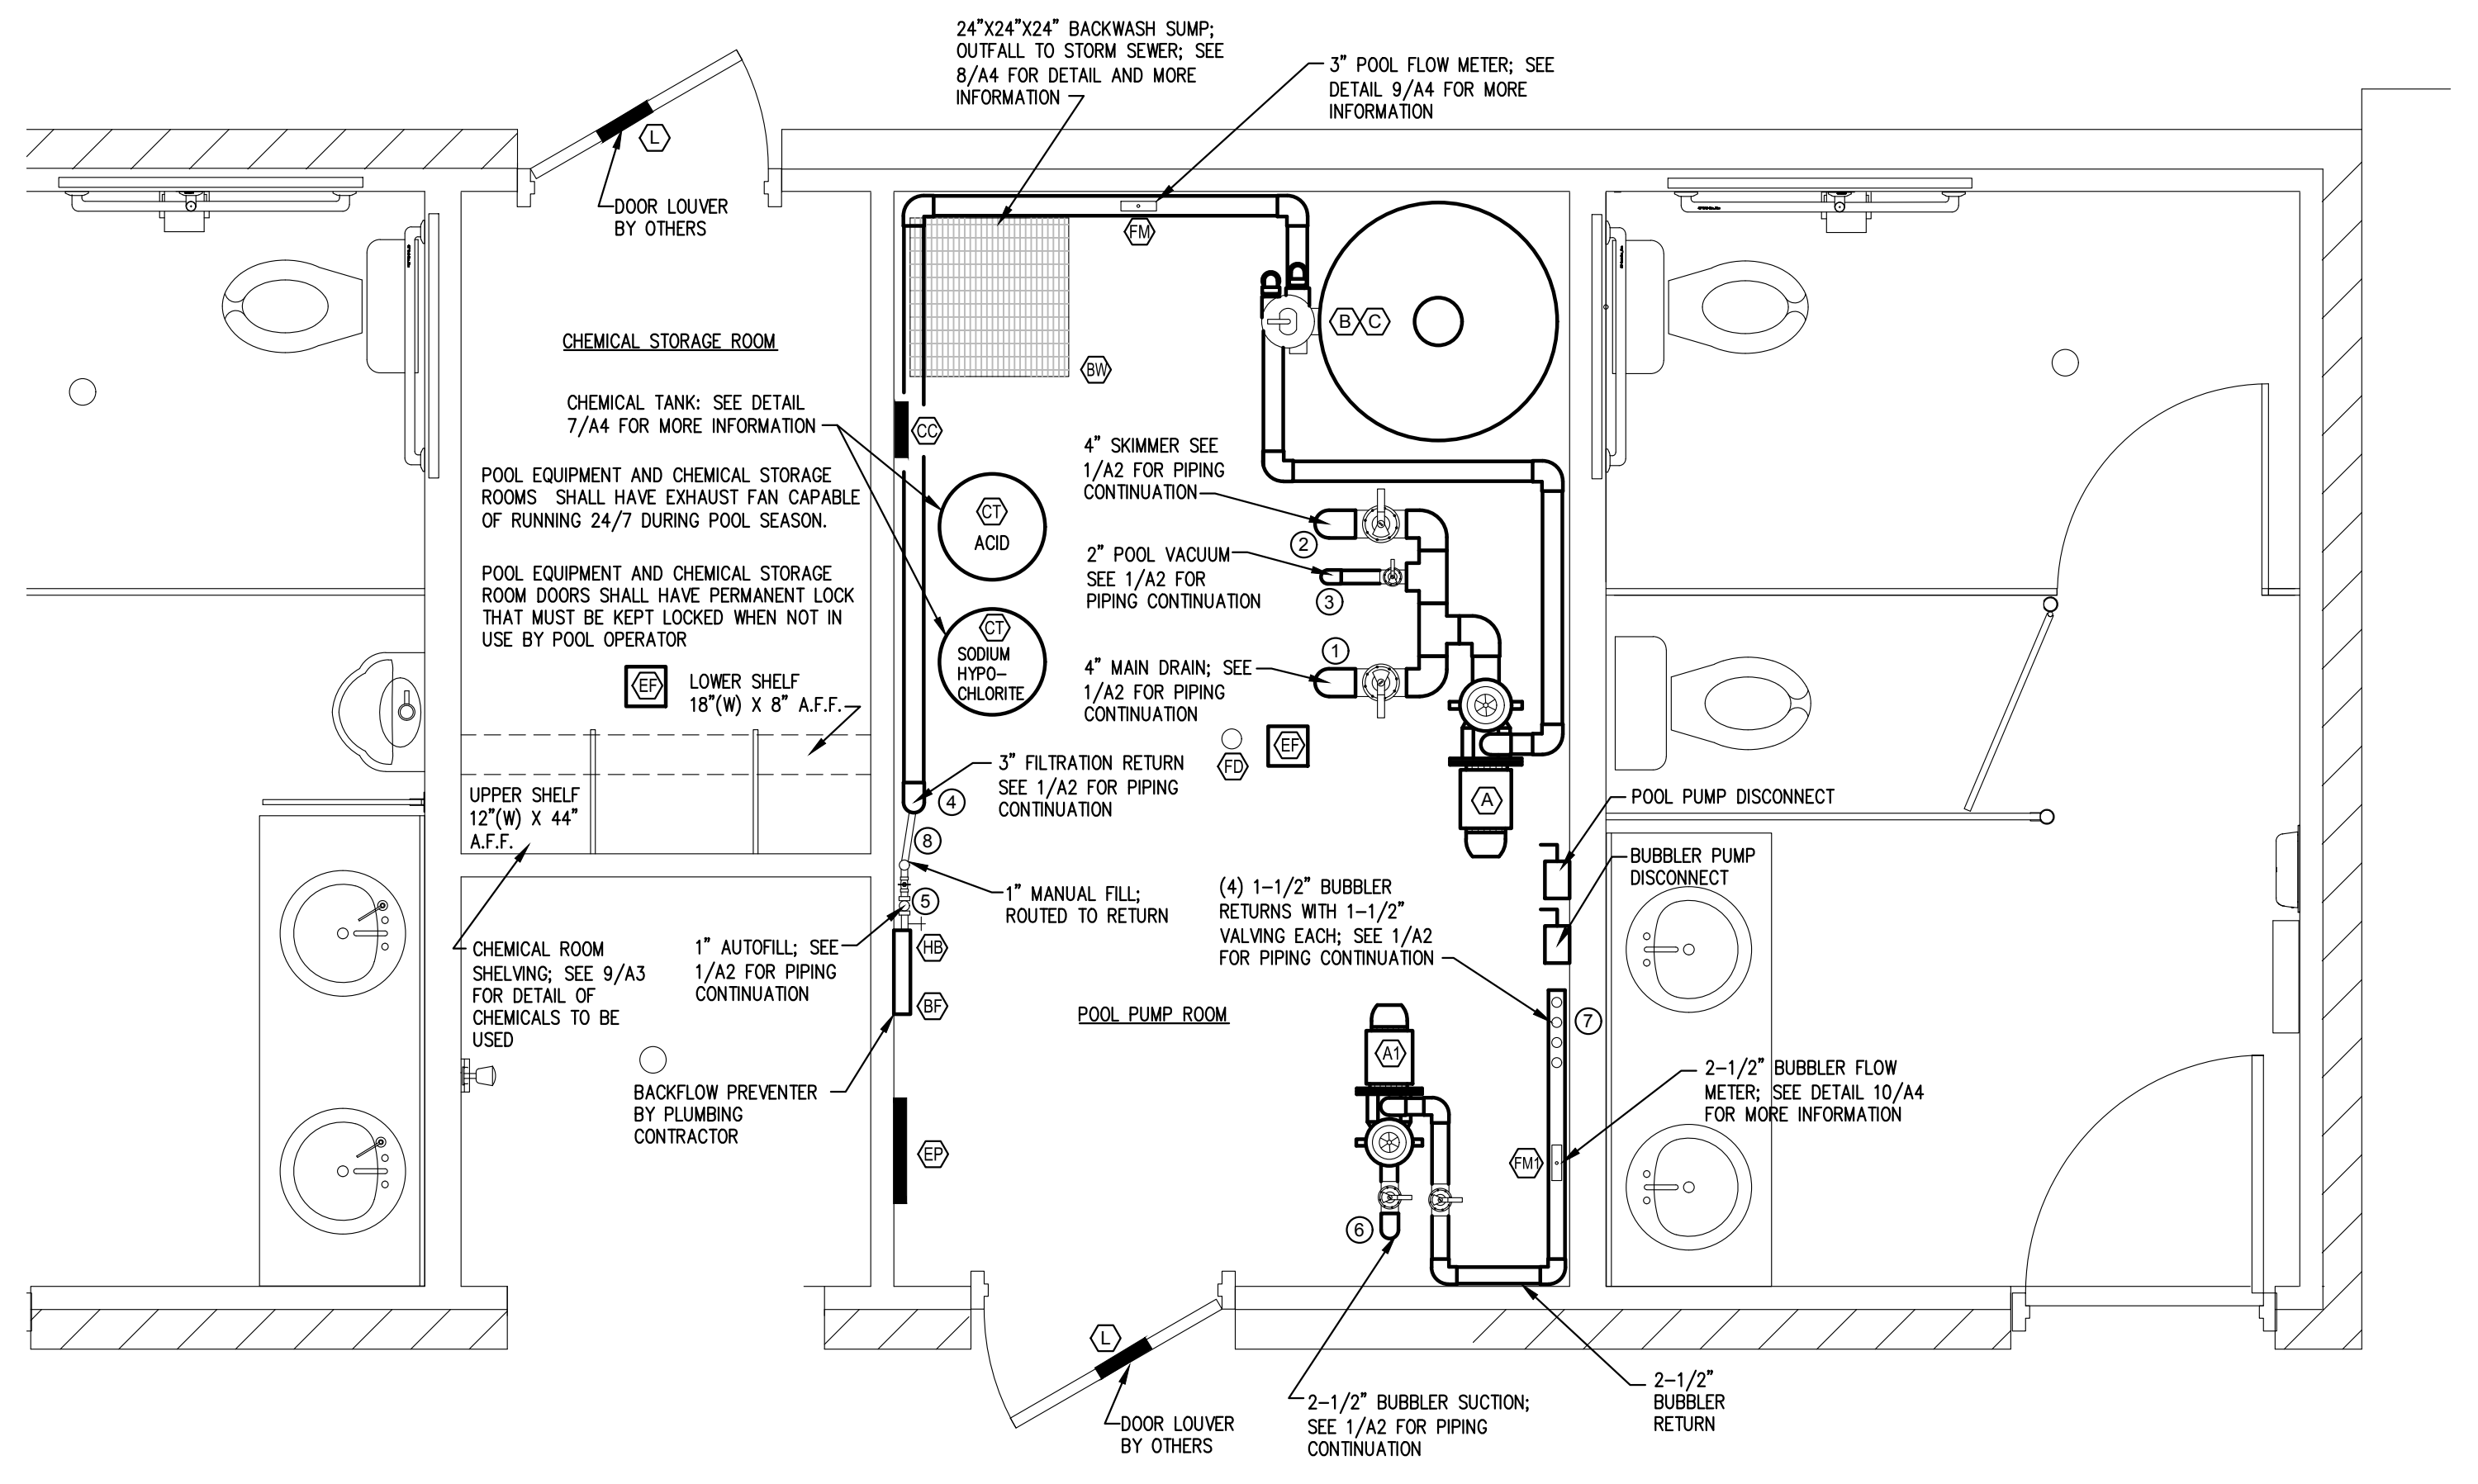 24"X24"X24" BACKWASH SUMP;
OUTFALL TO STORM SEWER; SEE
8/A4 FOR DETAIL AND MORE
INFORMATION
3" POOL FLOW METER; SEE
DETAIL 9/A4 FOR MORE
INFORMATION
L
DOOR LOUVER
BY OTHERS
FM
B
C
CHEMICAL STORAGE ROOM
BW
CHEMICAL TANK: SEE DETAIL
7/A4 FOR MORE INFORMATION
CC
4" SKIMMER SEE
1/A2 FOR PIPING
CONTINUATION
2
POOL EQUIPMENT AND CHEMICAL STORAGE
ROOMS SHALL HAVE EXHAUST FAN CAPABLE
OF RUNNING 24/7 DURING POOL SEASON.
CT
ACID
2" POOL VACUUM
SEE 1/A2 FOR
PIPING CONTINUATION
3
POOL EQUIPMENT AND CHEMICAL STORAGE
ROOM DOORS SHALL HAVE PERMANENT LOCK
THAT MUST BE KEPT LOCKED WHEN NOT IN
USE BY POOL OPERATOR
CT
SODIUM
HYPO-
CHLORITE
1
4" MAIN DRAIN; SEE
1/A2 FOR PIPING
CONTINUATION
EF
LOWER SHELF
18"(W) X 8" A.F.F.
FD
EF
3" FILTRATION RETURN
SEE 1/A2 FOR PIPING
CONTINUATION
4
A
POOL PUMP DISCONNECT
UPPER SHELF
12"(W) X 44"
A.F.F.
8
BUBBLER PUMP
DISCONNECT
1" MANUAL FILL;
ROUTED TO RETURN
5
(4) 1-1/2" BUBBLER
RETURNS WITH 1-1/2"
VALVING EACH; SEE 1/A2
FOR PIPING CONTINUATION
CHEMICAL ROOM
SHELVING; SEE 9/A3
FOR DETAIL OF
CHEMICALS TO BE
USED
1" AUTOFILL; SEE
1/A2 FOR PIPING
CONTINUATION
HB
BF
POOL PUMP ROOM
7
A1
BACKFLOW PREVENTER
BY PLUMBING
CONTRACTOR
2-1/2" BUBBLER FLOW
METER; SEE DETAIL 10/A4
FOR MORE INFORMATION
EP
FM1
6
L
DOOR LOUVER
BY OTHERS
2-1/2" BUBBLER SUCTION;
SEE 1/A2 FOR PIPING
CONTINUATION
2-1/2"
BUBBLER
RETURN